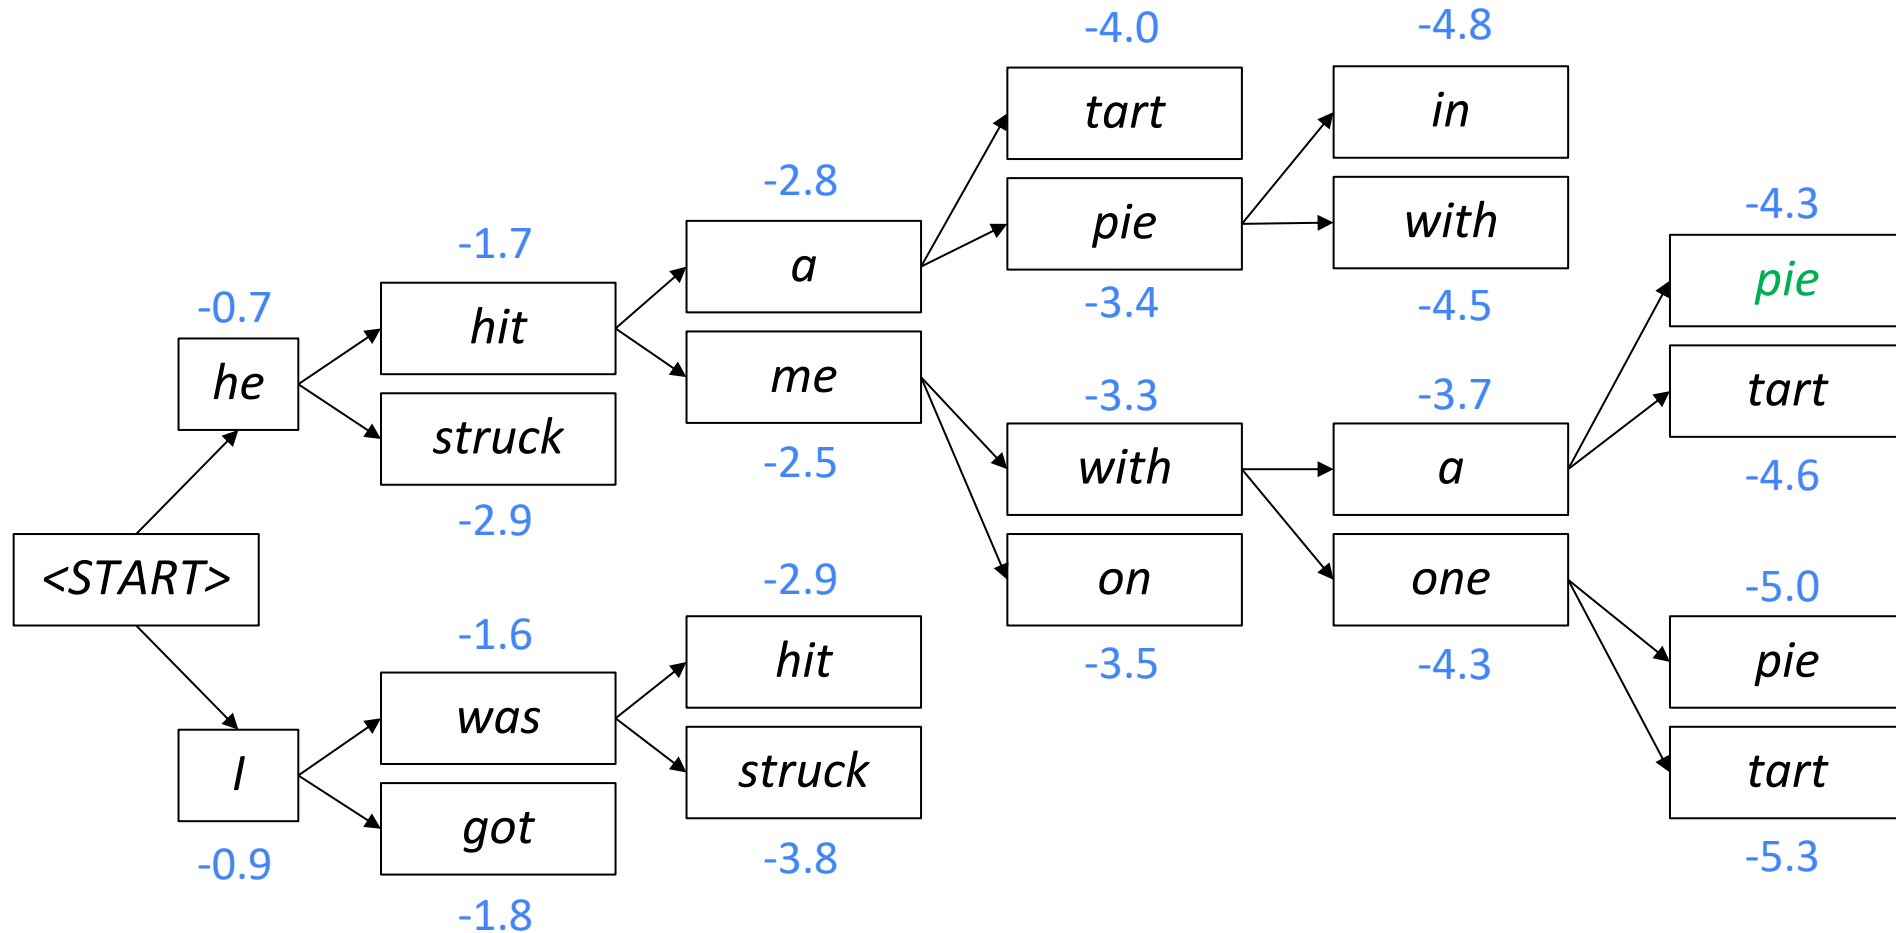 -4.0
-4.8
tart
in
-2.8
pie
with
-4.3
-1.7
a
-3.4
-4.5
pie
-0.7
hit
me
-3.3
-3.7
tart
he
struck
-2.5
with
a
-4.6
-2.9
<START>
-2.9
on
one
-5.0
-1.6
hit
-3.5
-4.3
pie
I
was
struck
tart
-0.9
got
-3.8
-5.3
-1.8